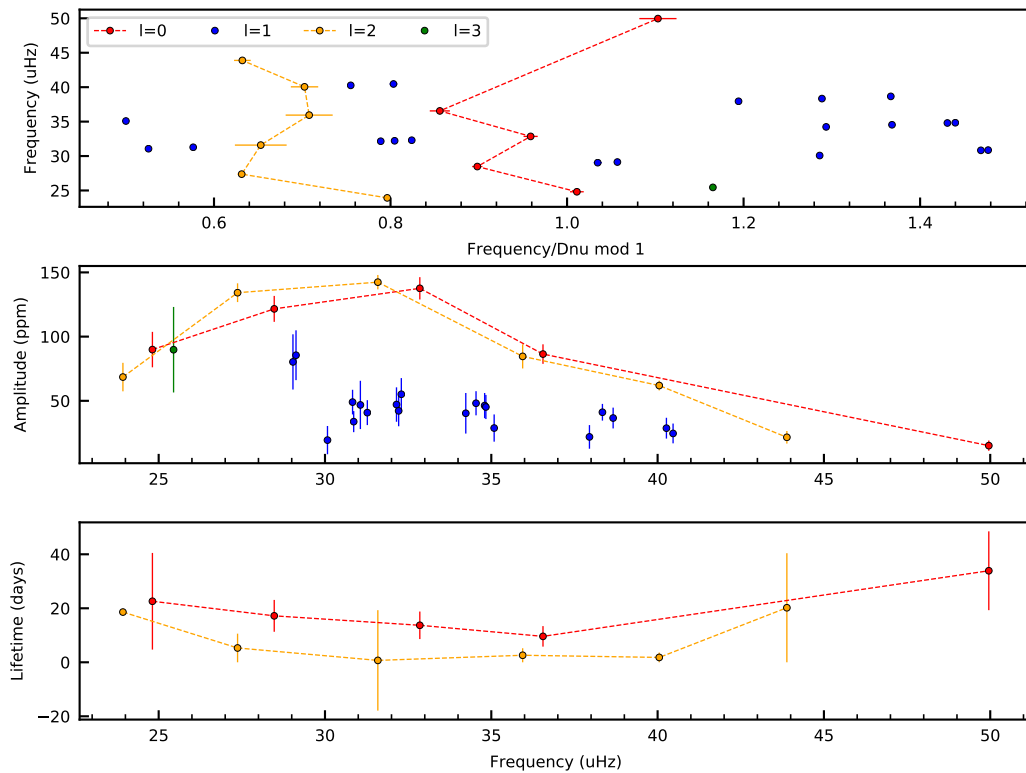 l=0 l=1 l=2 l=3
Frequency (uHz)
50
45
40
35
30
25
0.6 0.8 1.0 1.2 1.4
Frequency/Dnu mod 1
Amplitude (ppm)
150
100
50
25 30 35 40 45 50
Lifetime (days)
40
20
0
−20
25 30 35 40 45 50
Frequency (uHz)